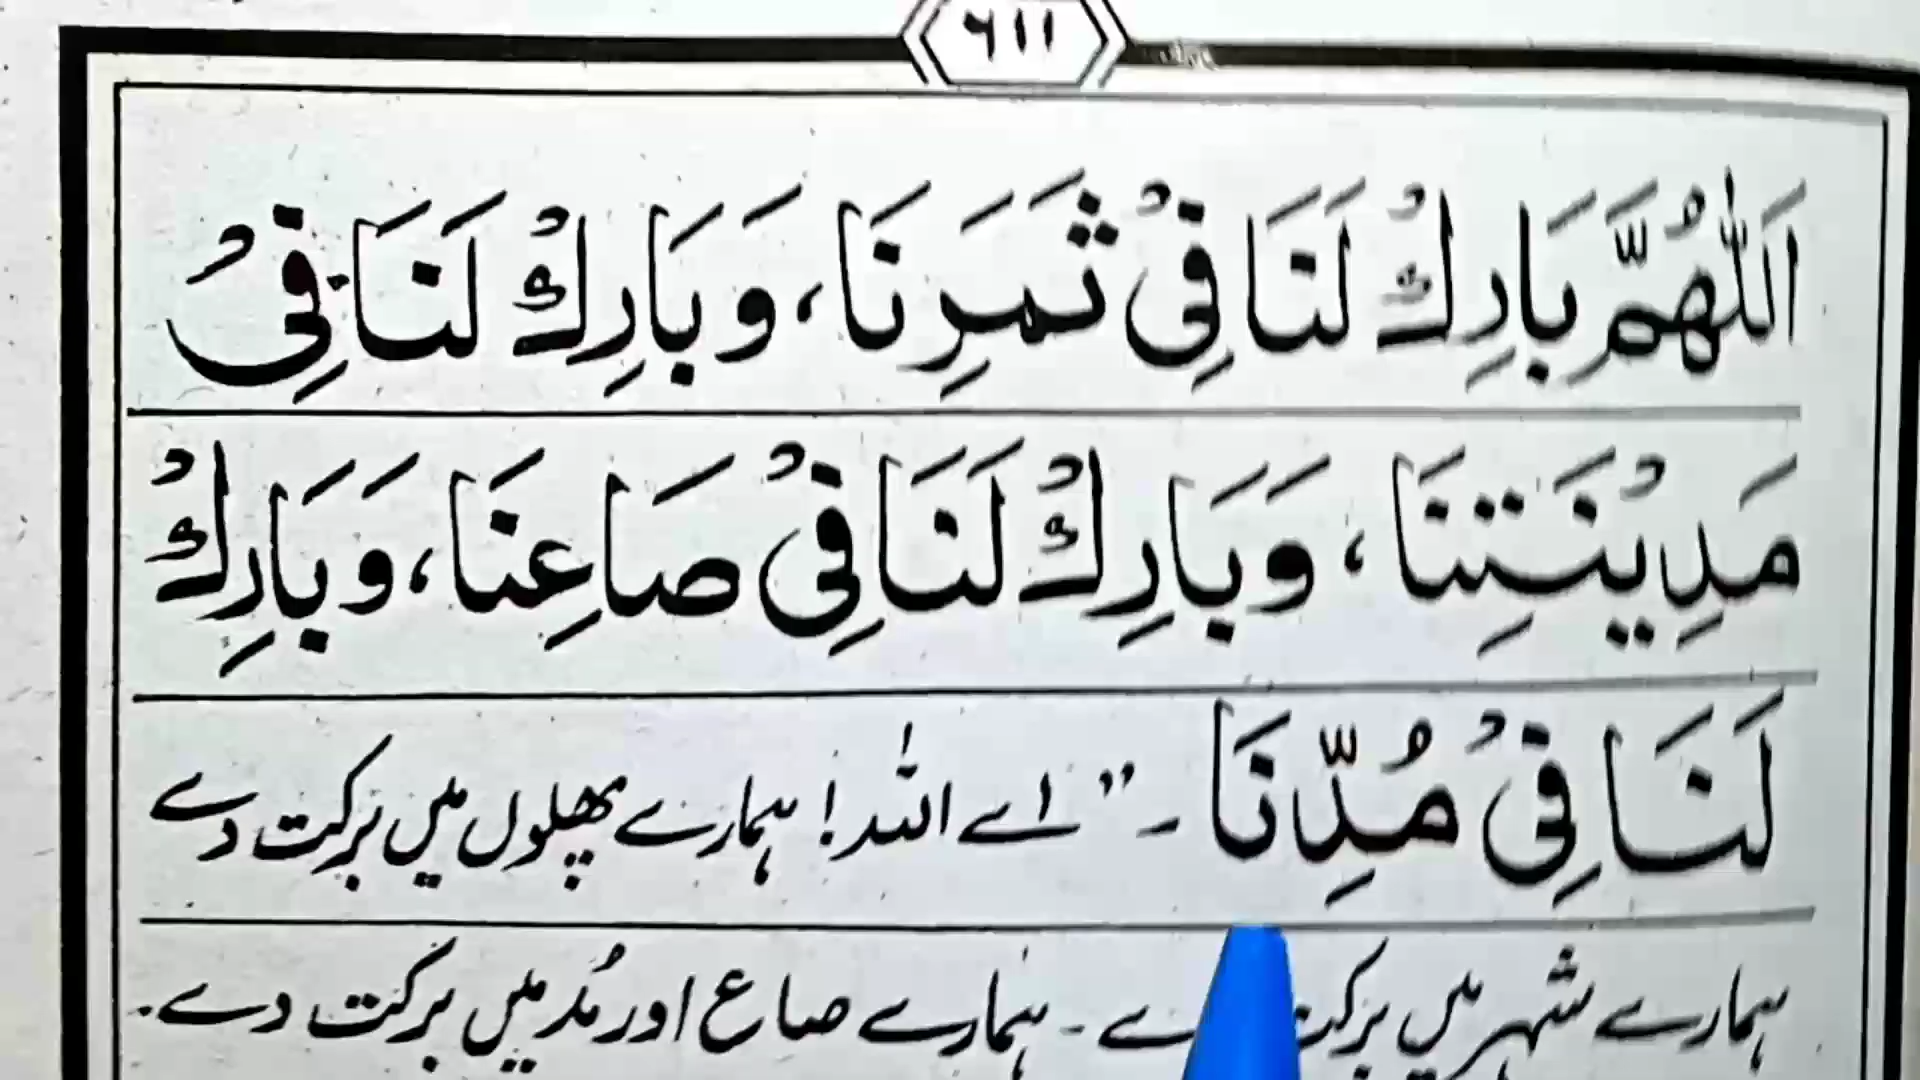 ٦١١
اَللّٰهُمَّ بَارِكْ لَنَا فِيْ ثَمَرِنَا، وَبَارِكْ لَنَا فِيْ
مَدِيْنَتِنَا، وَبَارِكْ لَنَا فِيْ صَاعِنَا، وَبَارِكْ
لَنَا فِيْ مُدِّنَا۔ ”اے اللہ! ہمارے پھلوں میں برکت دے
ہمارے شہر میں برکت دے۔ ہمارے صاع اور مُد میں برکت دے۔